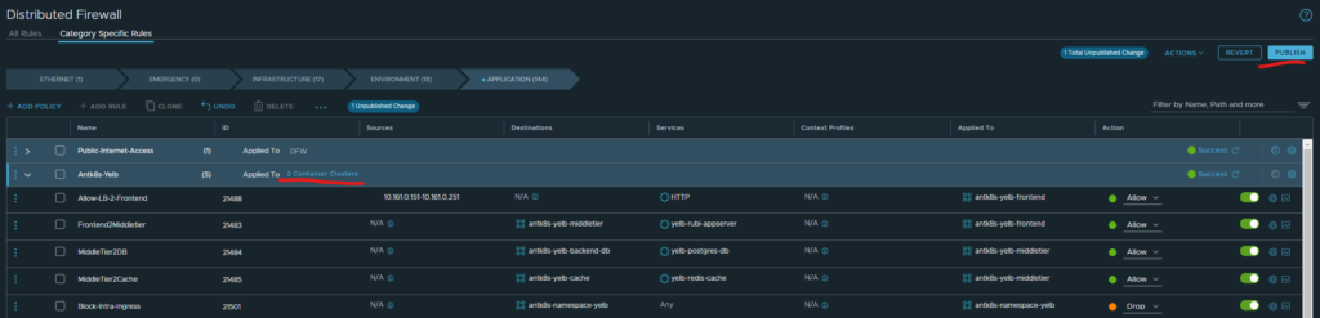 Distributed Firewall
All Rules Category Specific Rules
1 Total Unpublished Change ACTIONS REVERT PUBLISH
ETHERNET (1) EMERGENCY (0) INFRASTRUCTURE (17) ENVIRONMENT (18) APPLICATION (144)
+ ADD POLICY + ADD RULE CLONE UNDO DELETE ... 1 Unpublished Change Filter by Name, Path and more
Name ID Sources Destinations Services Context Profiles Applied To Action
Public-Internet-Access (1) Applied To DFW Success
Antk8s-Yelb (5) Applied To Container Clusters Success
Allow-LB-2-Frontend 21488 10.161.0.151-10.161.0.251 N/A HTTP N/A antk8s-yelb-frontend Allow
Frontend2Middletier 21483 N/A antk8s-yelb-middletier yelb-rubi-appserver N/A antk8s-yelb-frontend Allow
MiddleTier2DB 21484 N/A antk8s-yelb-backend-db yelb-postgres-db N/A antk8s-yelb-middletier Allow
MiddleTier2Cache 21485 N/A antk8s-yelb-cache yelb-redis-cache N/A antk8s-yelb-middletier Allow
Block-Intra-Ingress 21501 N/A antk8s-namespace-yelb Any N/A antk8s-namespace-yelb Drop